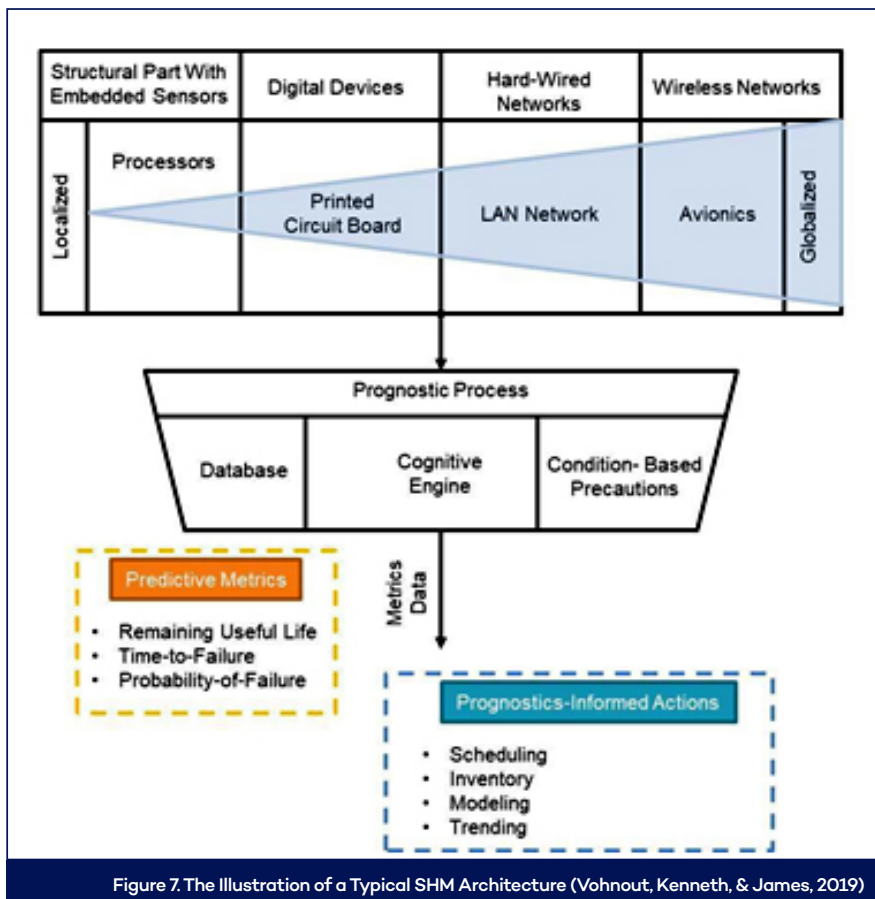 Structural Part With
Embedded Sensors
Digital Devices
Hard-Wired
Networks
Wireless Networks
Localized
Processors
Printed
Circuit Board
LAN Network
Avionics
Globalized
Prognostic Process
Database
Cognitive
Engine
Condition- Based
Precautions
Metrics
Data
Predictive Metrics
• Remaining Useful Life
• Time-to-Failure
• Probability-of-Failure
Prognostics-Informed Actions
• Scheduling
• Inventory
• Modeling
• Trending
Figure 7. The Illustration of a Typical SHM Architecture (Vohnout, Kenneth, & James, 2019)